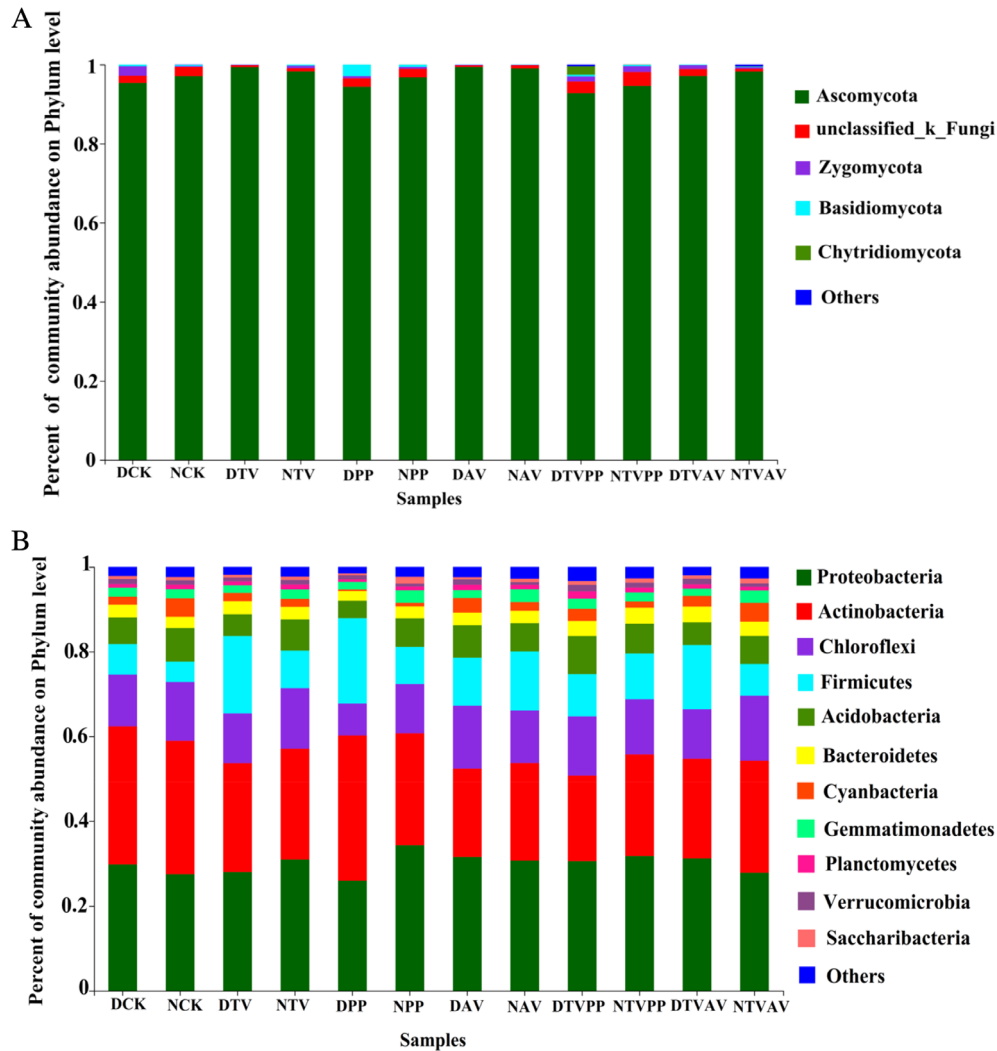 A
Percent of community abundance on Phylum level
1
0.8
0.6
0.4
0.2
0
DCK NCK DTV NTV DPP NPP DAV NAV DTVPP NTVPP DTVAV NTVAV
Samples
Ascomycota
unclassified_k_Fungi
Zygomycota
Basidiomycota
Chytridiomycota
Others
B
Percent of community abundance on Phylum level
1
0.8
0.6
0.4
0.2
0
DCK NCK DTV NTV DPP NPP DAV NAV DTVPP NTVPP DTVAV NTVAV
Samples
Proteobacteria
Actinobacteria
Chloroflexi
Firmicutes
Acidobacteria
Bacteroidetes
Cyanbacteria
Gemmatimonadetes
Planctomycetes
Verrucomicrobia
Saccharibacteria
Others